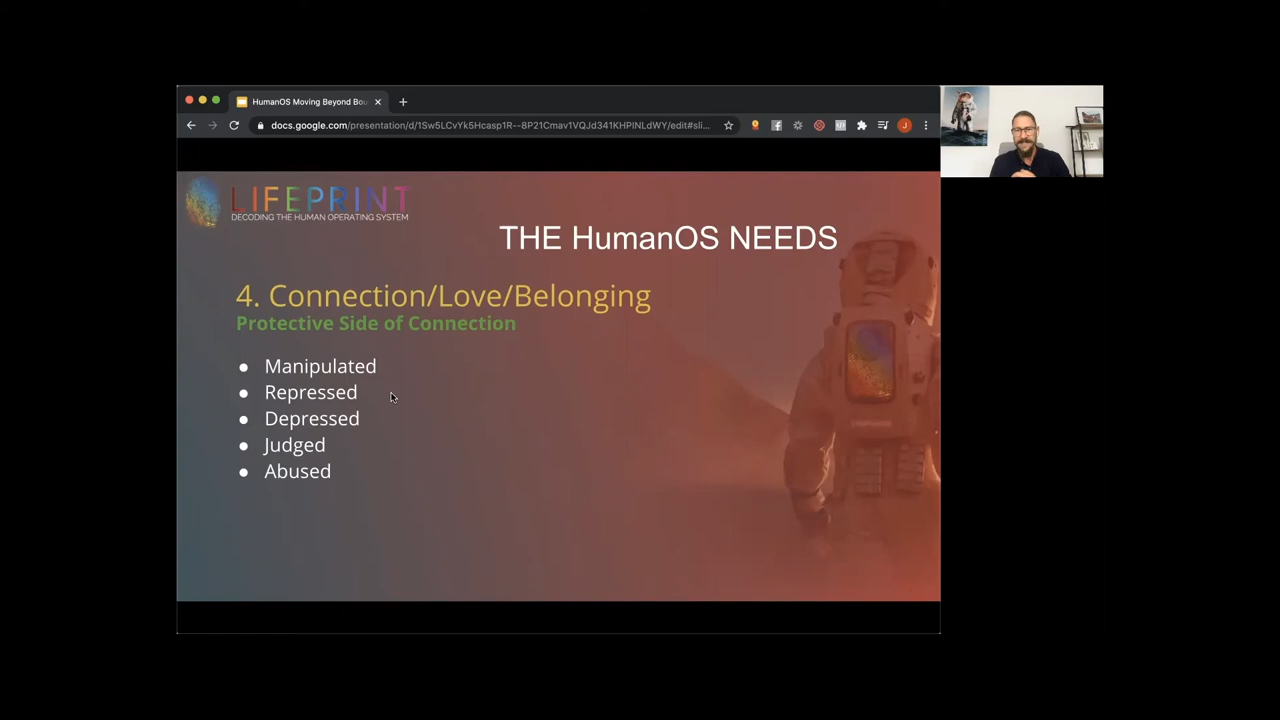 HumanOS Moving Beyond Bou
docs.google.com/presentation/d/1Sw5LCvYk5Hcasp1R--8P21Cmav1VQJd341KHPINLdWY/edit#sli...
J
LIFEPRINT
DECODING THE HUMAN OPERATING SYSTEM
THE HumanOS NEEDS
4. Connection/Love/Belonging
Protective Side of Connection
● Manipulated
● Repressed
● Depressed
● Judged
● Abused